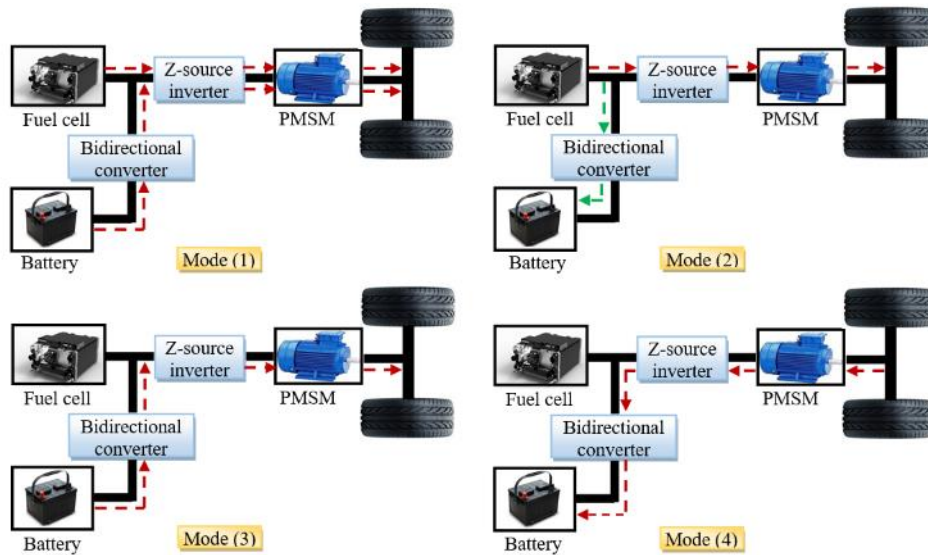 Z-source
inverter
Fuel cell
PMSM
Bidirectional
converter
Battery
Mode (1)
Z-source
inverter
Fuel cell
PMSM
Bidirectional
converter
Battery
Mode (2)
Z-source
inverter
Fuel cell
PMSM
Bidirectional
converter
Battery
Mode (3)
Z-source
inverter
Fuel cell
PMSM
Bidirectional
converter
Battery
Mode (4)